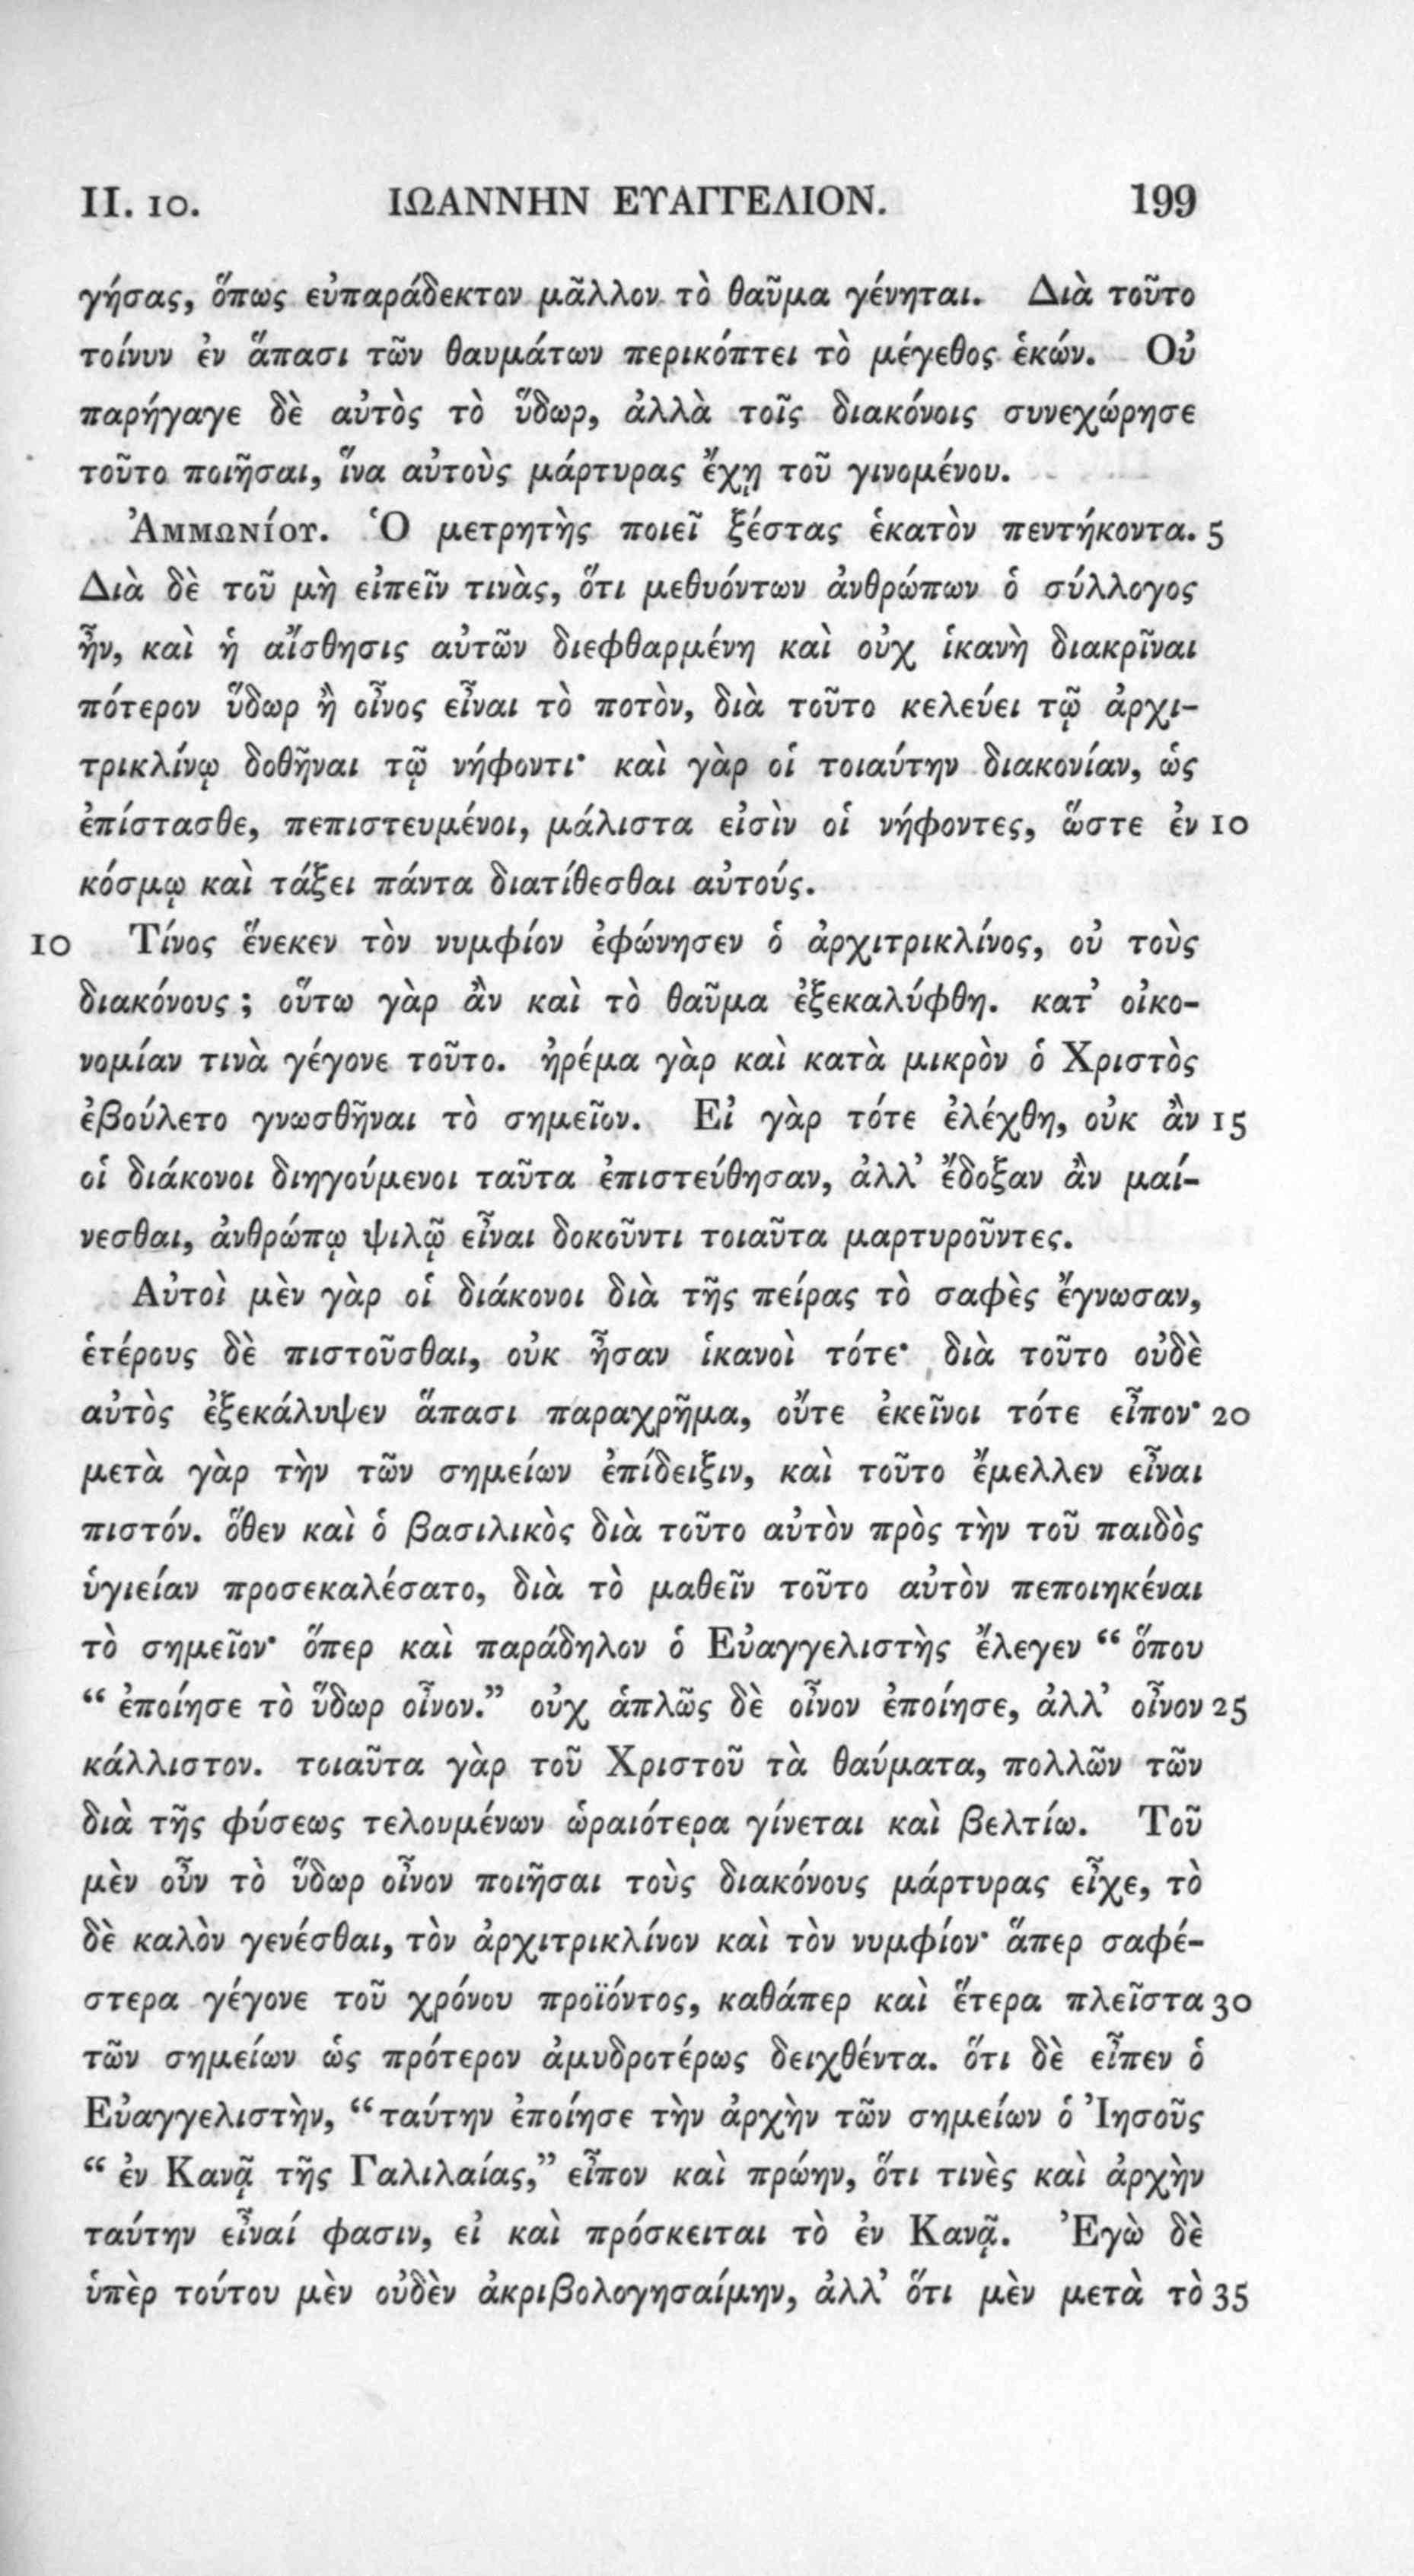 II. 10. ΙΩΑΝΝΗΝ ΕΥΑΓΓΕΛΙΟΝ. 199
γήσας, ὅπως εὐπαράδεκτον μᾶλλον τὸ θαῦμα γένηται. Διὰ τοῦτο
τοίνυν ἐν ἅπασι τῶν θαυμάτων περικόπτει τὸ μέγεθος ἑκών. Οὐ
παρήγαγε δὲ αὐτὸς τὸ ὕδωρ, ἀλλὰ τοῖς διακόνοις συνεχώρησε
τοῦτο ποιῆσαι, ἵνα αὐτοὺς μάρτυρας ἔχῃ τοῦ γινομένου.
Ἀμμωνίου. Ὁ μετρητὴς ποιεῖ ξέστας ἑκατὸν πεντήκοντα. 5
Διὰ δὲ τοῦ μὴ εἰπεῖν τινὰς, ὅτι μεθυόντων ἀνθρώπων ὁ σύλλογος
ἦν, καὶ ἡ αἴσθησις αὐτῶν διεφθαρμένη καὶ οὐχ ἱκανὴ διακρῖναι
πότερον ὕδωρ ἢ οἶνος εἶναι τὸ ποτὸν, διὰ τοῦτο κελεύει τῷ ἀρχι-
τρικλίνῳ δοθῆναι τῷ νήφοντι· καὶ γὰρ οἱ τοιαύτην διακονίαν, ὡς
ἐπίστασθε, πεπιστευμένοι, μάλιστα εἰσὶν οἱ νήφοντες, ὥστε ἐν 10
κόσμῳ καὶ τάξει πάντα διατίθεσθαι αὐτούς.
10 Τίνος ἕνεκεν τὸν νυμφίον ἐφώνησεν ὁ ἀρχιτρικλίνος, οὐ τοὺς
διακόνους ; οὕτω γὰρ ἂν καὶ τὸ θαῦμα ἐξεκαλύφθη. κατ᾽ οἰκο-
νομίαν τινὰ γέγονε τοῦτο. ἠρέμα γὰρ καὶ κατὰ μικρὸν ὁ Χριστὸς
ἐβούλετο γνωσθῆναι τὸ σημεῖον. Εἰ γὰρ τότε ἐλέχθη, οὐκ ἂν 15
οἱ διάκονοι διηγούμενοι ταῦτα ἐπιστεύθησαν, ἀλλ᾽ ἔδοξαν ἂν μαί-
νεσθαι, ἀνθρώπῳ ψιλῷ εἶναι δοκοῦντι τοιαῦτα μαρτυροῦντες.
Αὐτοὶ μὲν γὰρ οἱ διάκονοι διὰ τῆς πείρας τὸ σαφὲς ἔγνωσαν,
ἑτέρους δὲ πιστοῦσθαι, οὐκ ἦσαν ἱκανοὶ τότε· διὰ τοῦτο οὐδὲ
αὐτὸς ἐξεκάλυψεν ἅπασι παραχρῆμα, οὔτε ἐκεῖνοι τότε εἶπον· 20
μετὰ γὰρ τὴν τῶν σημείων ἐπίδειξιν, καὶ τοῦτο ἔμελλεν εἶναι
πιστόν. ὅθεν καὶ ὁ βασιλικὸς διὰ τοῦτο αὐτὸν πρὸς τὴν τοῦ παιδὸς
ὑγιείαν προσεκαλέσατο, διὰ τὸ μαθεῖν τοῦτο αὐτὸν πεποιηκέναι
τὸ σημεῖον· ὅπερ καὶ παράδηλον ὁ Εὐαγγελιστὴς ἔλεγεν “ ὅπου
“ ἐποίησε τὸ ὕδωρ οἶνον.” οὐχ ἁπλῶς δὲ οἶνον ἐποίησε, ἀλλ᾽ οἶνον 25
κάλλιστον. τοιαῦτα γὰρ τοῦ Χριστοῦ τὰ θαύματα, πολλῶν τῶν
διὰ τῆς φύσεως τελουμένων ὡραιότερα γίνεται καὶ βελτίω. Τοῦ
μὲν οὖν τὸ ὕδωρ οἶνον ποιῆσαι τοὺς διακόνους μάρτυρας εἶχε, τὸ
δὲ καλὸν γενέσθαι, τὸν ἀρχιτρικλίνον καὶ τὸν νυμφίον· ἅπερ σαφέ-
στερα γέγονε τοῦ χρόνου προϊόντος, καθάπερ καὶ ἕτερα πλεῖστα 30
τῶν σημείων ὡς πρότερον ἀμυδροτέρως δειχθέντα. ὅτι δὲ εἶπεν ὁ
Εὐαγγελιστὴν, “ ταύτην ἐποίησε τὴν ἀρχὴν τῶν σημείων ὁ Ἰησοῦς
“ ἐν Κανᾷ τῆς Γαλιλαίας,” εἶπον καὶ πρώην, ὅτι τινὲς καὶ ἀρχὴν
ταύτην εἶναί φασιν, εἰ καὶ πρόσκειται τὸ ἐν Κανᾷ. Ἐγὼ δὲ
ὑπὲρ τούτου μὲν οὐδὲν ἀκριβολογησαίμην, ἀλλ᾽ ὅτι μὲν μετὰ τὸ 35